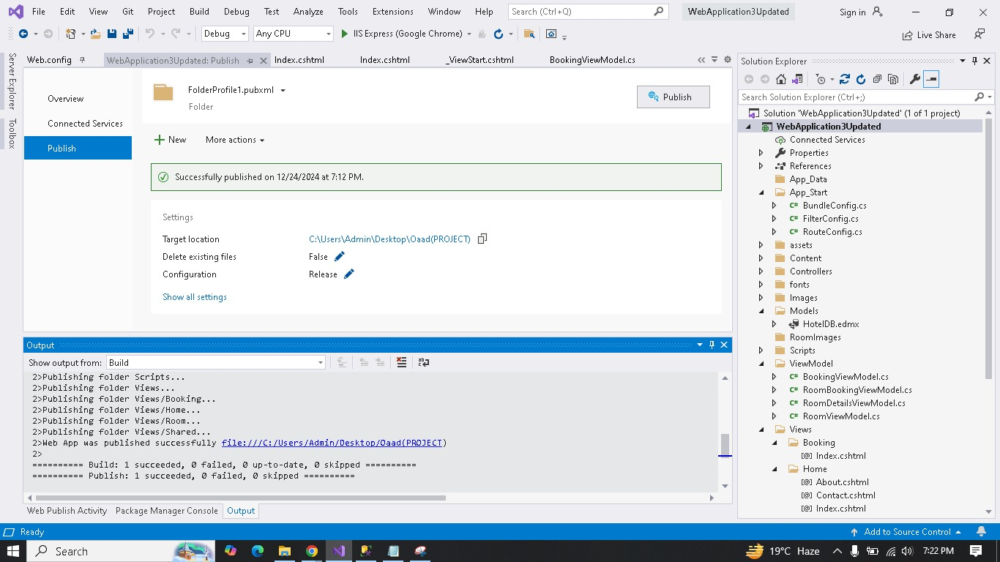 File Edit View Git Project Build Debug Test Analyze Tools Extensions Window Help Search (Ctrl+Q) WebApplication3Updated Sign in
Debug Any CPU IIS Express (Google Chrome) Live Share
Server Explorer
Toolbox
Web.config WebApplication3Updated: Publish Index.cshtml Index.cshtml _ViewStart.cshtml BookingViewModel.cs
Overview
Connected Services
Publish
FolderProfile1.pubxml
Folder
Publish
New More actions
Successfully published on 12/24/2024 at 7:12 PM.
Settings
Target location C:\Users\Admin\Desktop\Oaad(PROJECT)
Delete existing files False
Configuration Release
Show all settings
Output
Show output from: Build
2>Publishing folder Scripts...
2>Publishing folder Views...
2>Publishing folder Views/Booking...
2>Publishing folder Views/Home...
2>Publishing folder Views/Room...
2>Publishing folder Views/Shared...
2>Web App was published successfully file:///C:/Users/Admin/Desktop/Oaad(PROJECT)
2>
========== Build: 1 succeeded, 0 failed, 0 up-to-date, 0 skipped ==========
========== Publish: 1 succeeded, 0 failed, 0 skipped ==========
Web Publish Activity Package Manager Console Output
Solution Explorer
Search Solution Explorer (Ctrl+;)
Solution 'WebApplication3Updated' (1 of 1 project)
WebApplication3Updated
Connected Services
Properties
References
App_Data
App_Start
C# BundleConfig.cs
C# FilterConfig.cs
C# RouteConfig.cs
assets
Content
Controllers
fonts
Images
Models
HotelDB.edmx
RoomImages
Scripts
ViewModel
C# BookingViewModel.cs
C# RoomBookingViewModel.cs
C# RoomDetailsViewModel.cs
C# RoomViewModel.cs
Views
Booking
[@] Index.cshtml
Home
[@] About.cshtml
[@] Contact.cshtml
[@] Index.cshtml
Ready Add to Source Control
Search 19°C Haze 7:22 PM